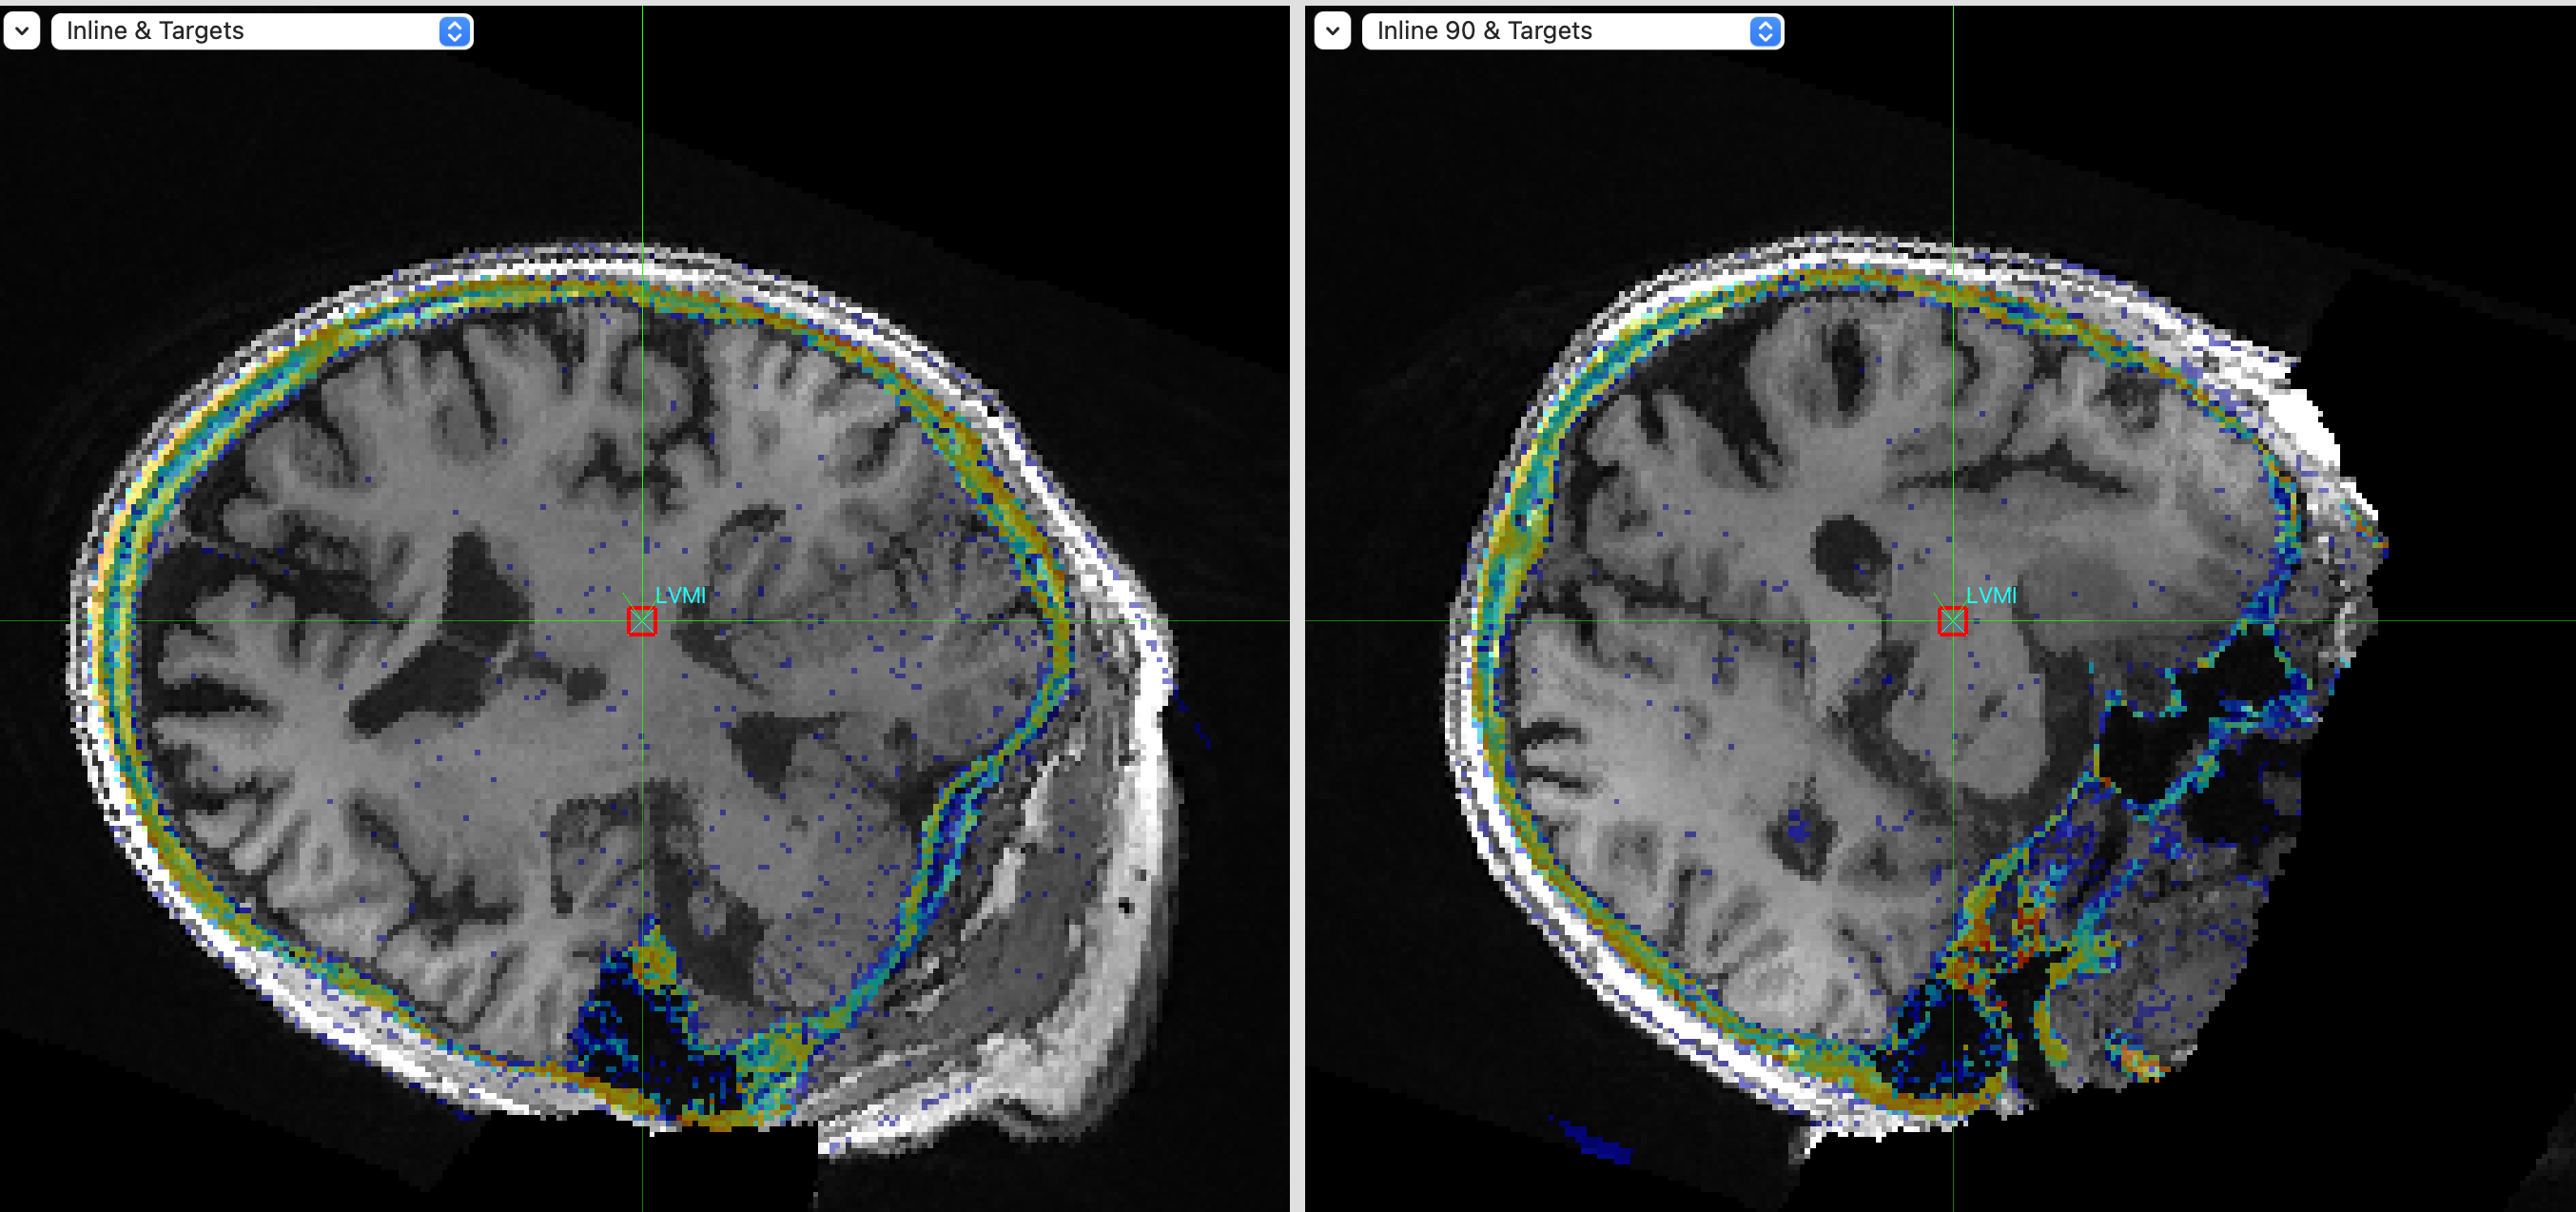 Inline & Targets
Inline 90 & Targets
LVMI
LVMI